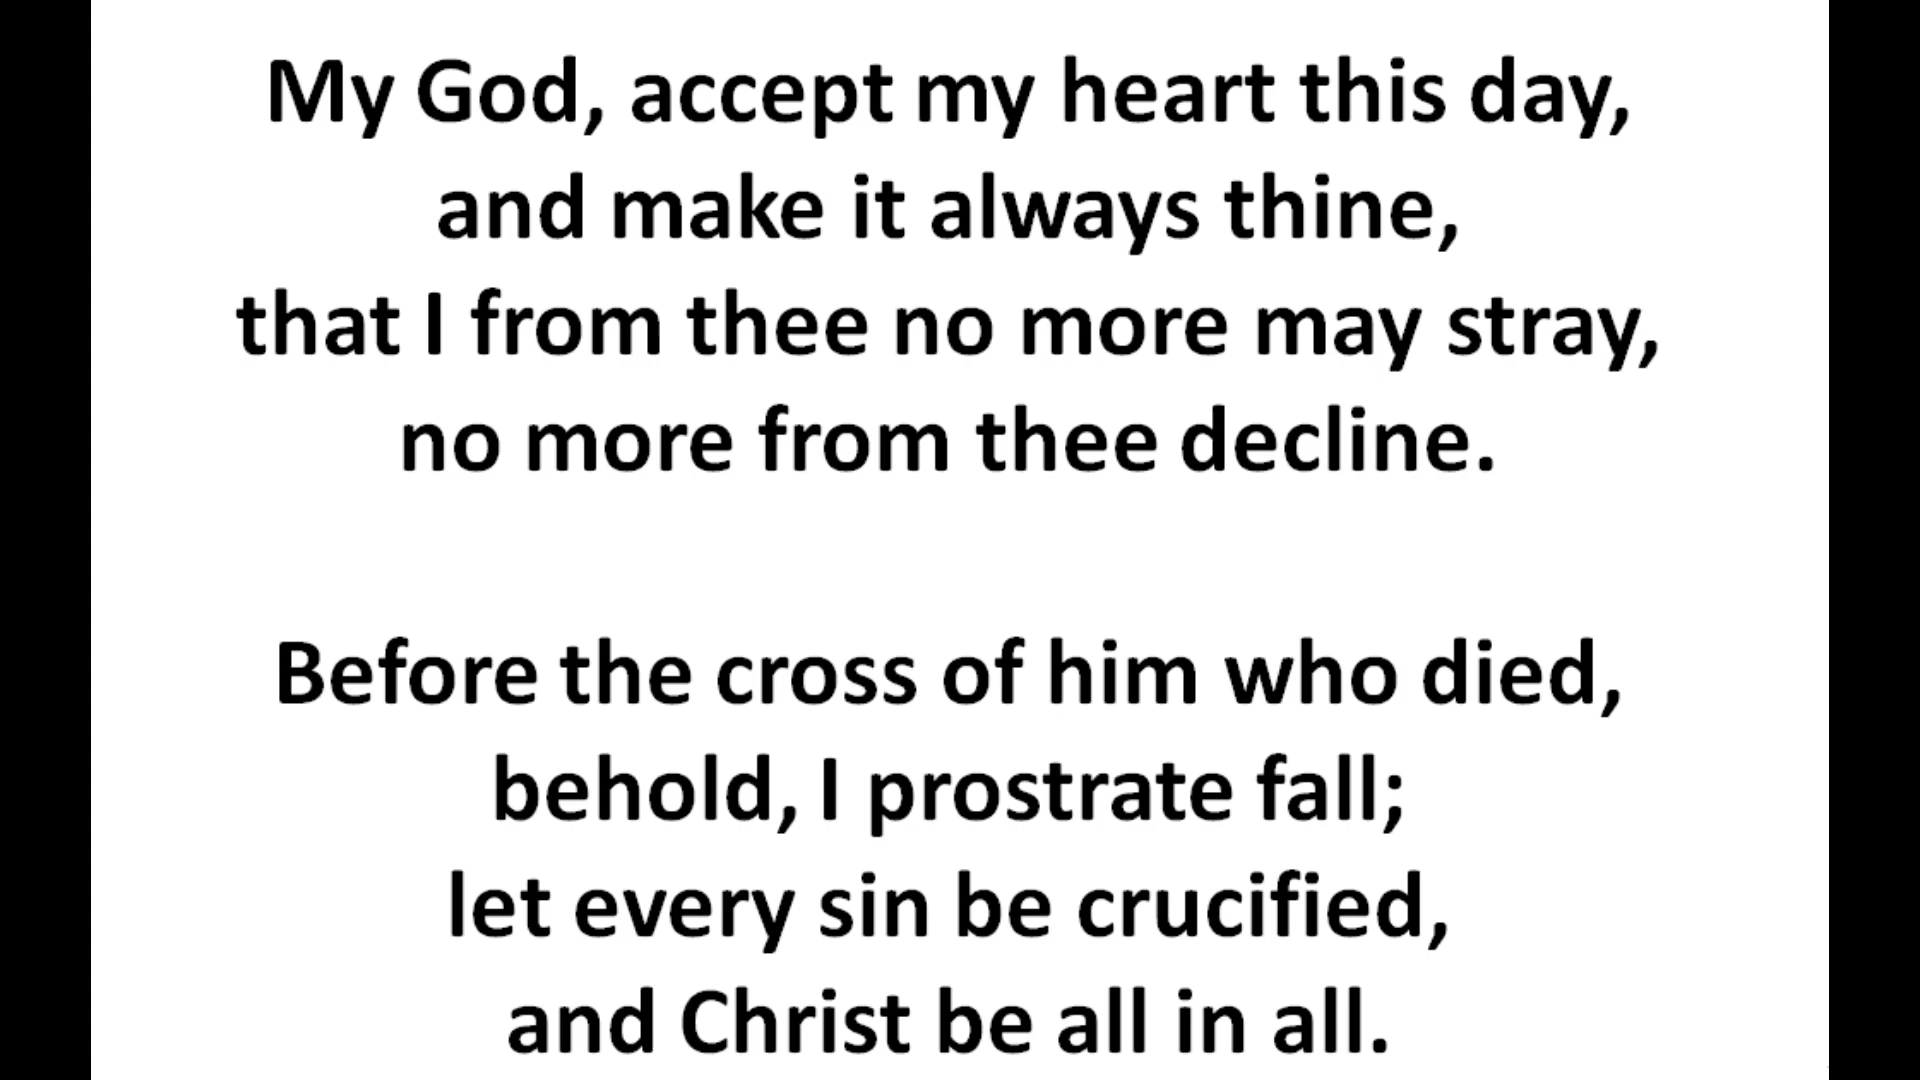 My God, accept my heart this day,
and make it always thine,
that I from thee no more may stray,
no more from thee decline.
Before the cross of him who died,
behold, I prostrate fall;
let every sin be crucified,
and Christ be all in all.